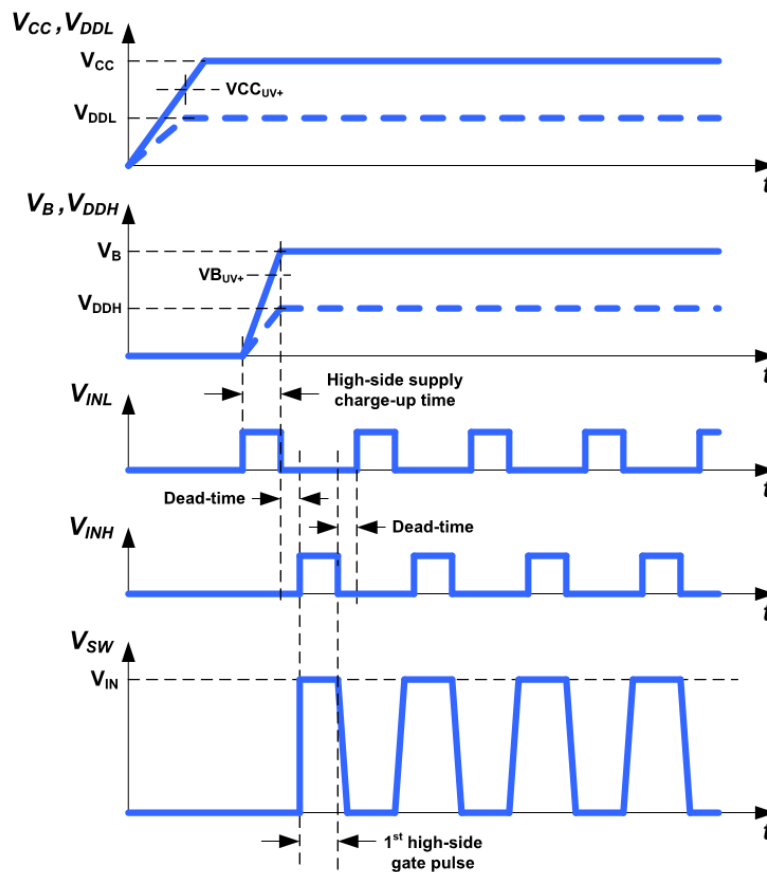 VCC , VDDL
VCC
VCCUV+
VDDL
t
VB , VDDH
VB
VBUV+
VDDH
t
High-side supply
charge-up time
VINL
t
Dead-time
Dead-time
VINH
t
VSW
VIN
t
1st high-side
gate pulse